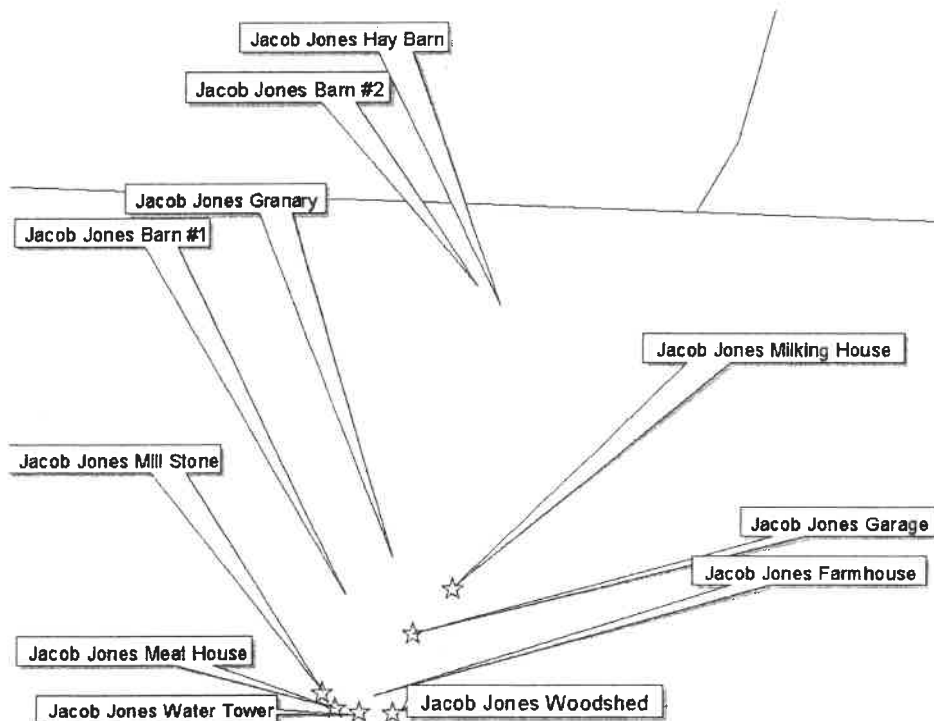 Jacob Jones Hay Barn
Jacob Jones Barn #2
Jacob Jones Granary
Jacob Jones Barn #1
Jacob Jones Milking House
Jacob Jones Mill Stone
Jacob Jones Garage
Jacob Jones Farmhouse
Jacob Jones Meat House
Jacob Jones Woodshed
Jacob Jones Water Tower